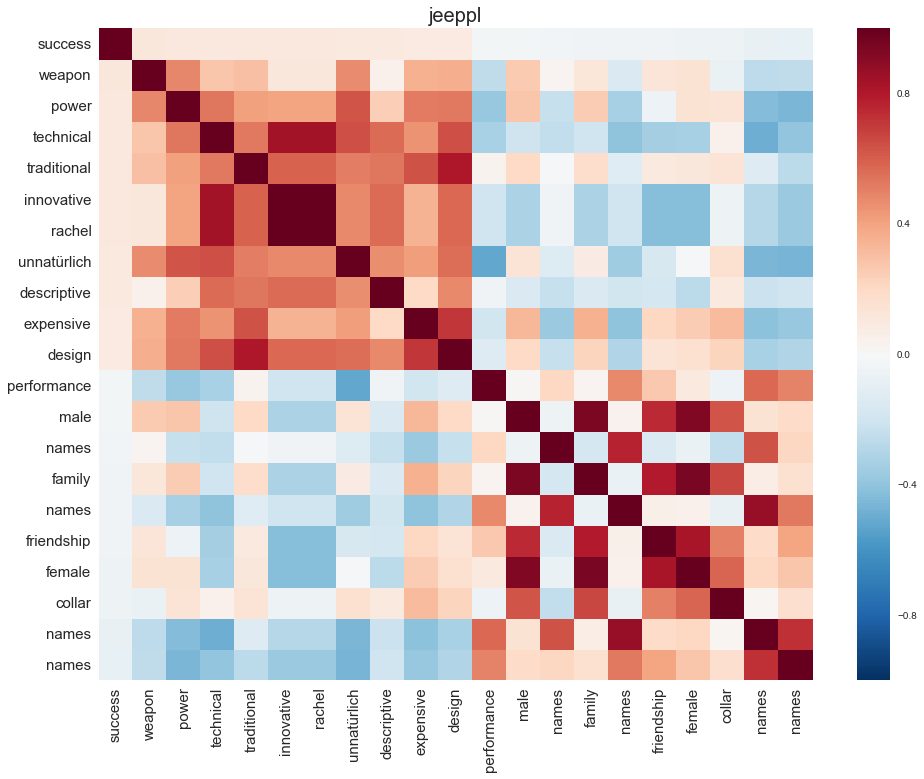 jeeppl
success
weapon
power
technical
traditional
innovative
rachel
unnatürlich
descriptive
expensive
design
performance
male
names
family
names
friendship
female
collar
names
names
success
weapon
power
technical
traditional
innovative
rachel
unnatürlich
descriptive
expensive
design
performance
male
names
family
names
friendship
female
collar
names
names
0.8
0.4
0.0
−0.4
−0.8